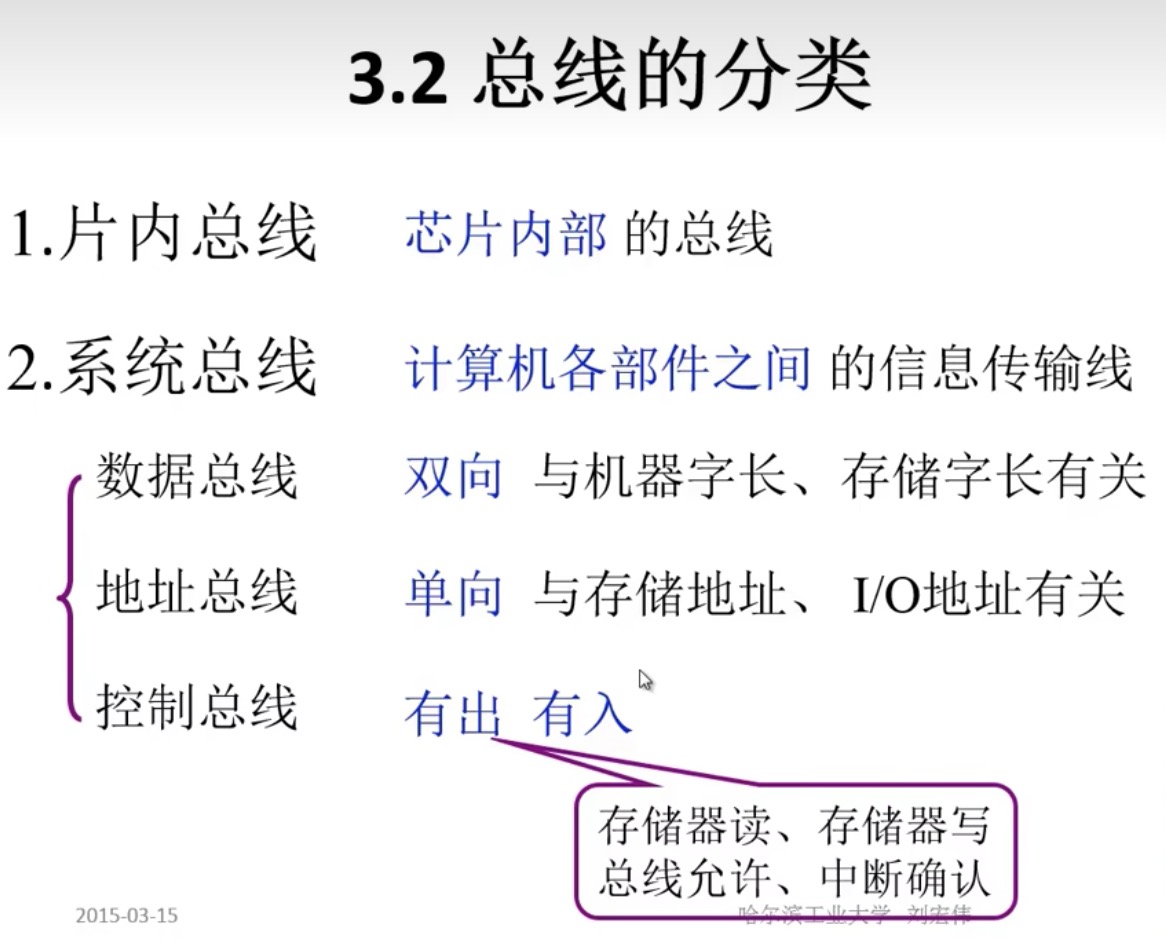 3.2 总线的分类
1.片内总线 芯片内部 的总线
2.系统总线 计算机各部件之间 的信息传输线
数据总线 双向 与机器字长、存储字长有关
地址总线 单向 与存储地址、 I/O地址有关
控制总线 有出 有入
存储器读、存储器写
总线允许、中断确认
2015-03-15 哈尔滨工业大学 刘宏伟